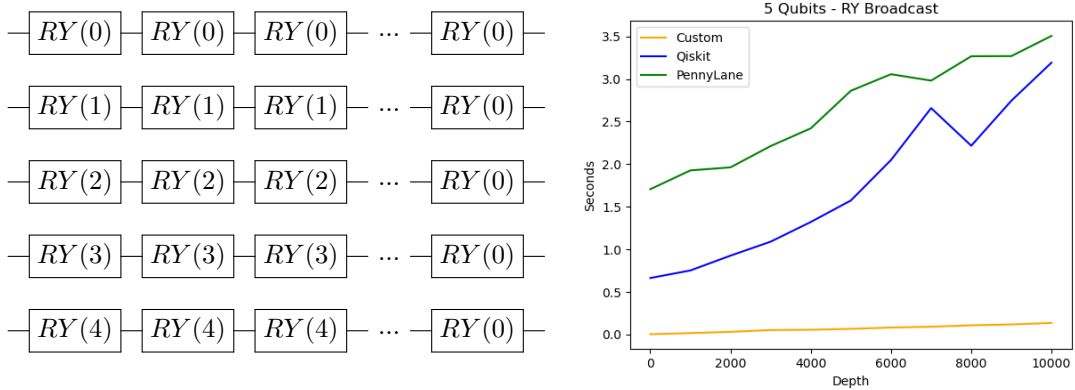 RY(0) RY(0) RY(0) ... RY(0)
RY(1) RY(1) RY(1) ... RY(0)
RY(2) RY(2) RY(2) ... RY(0)
RY(3) RY(3) RY(3) ... RY(0)
RY(4) RY(4) RY(4) ... RY(0)
5 Qubits - RY Broadcast
Custom
Qiskit
PennyLane
3.5
3.0
2.5
2.0
1.5
1.0
0.5
0.0
Seconds
0 2000 4000 6000 8000 10000
Depth